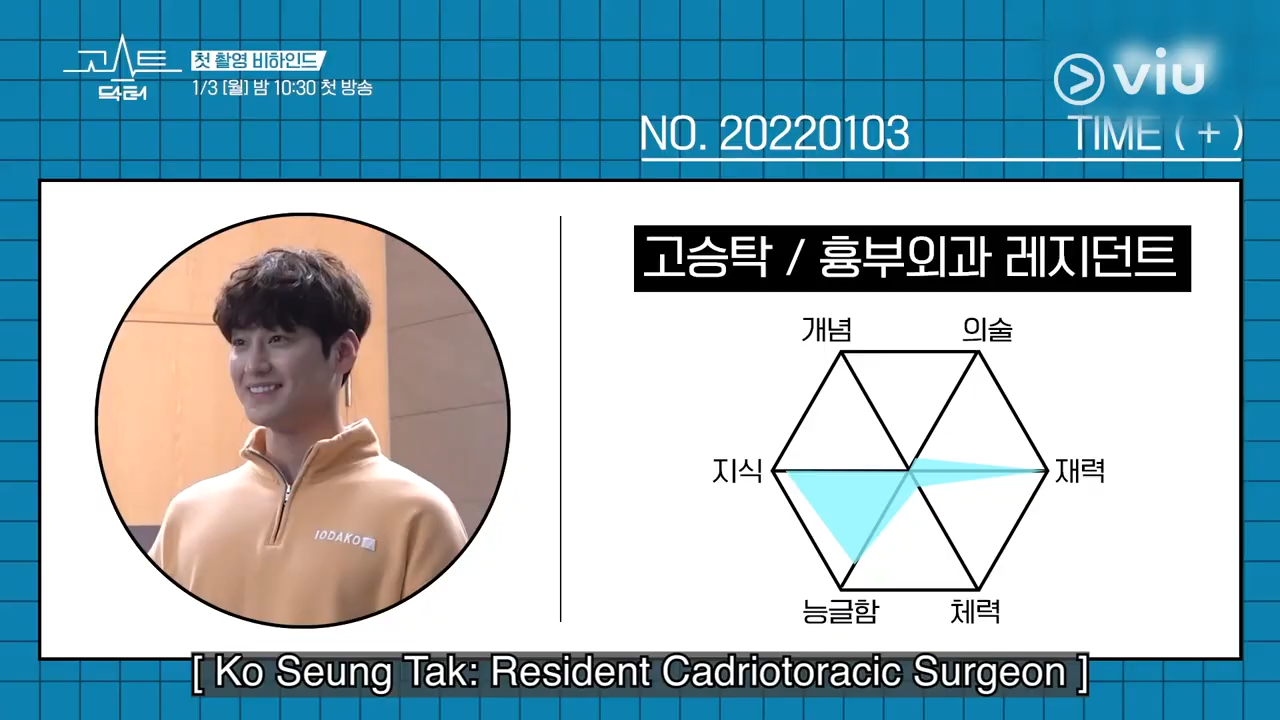 고스트
닥터
첫 촬영 비하인드
1/3 [월] 밤 10:30 첫 방송
viu
NO. 20220103
TIME ( + )
고승탁 / 흉부외과 레지던트
개념
의술
지식
재력
능글함
체력
IODAKO
[ Ko Seung Tak: Resident Cadriotoracic Surgeon ]